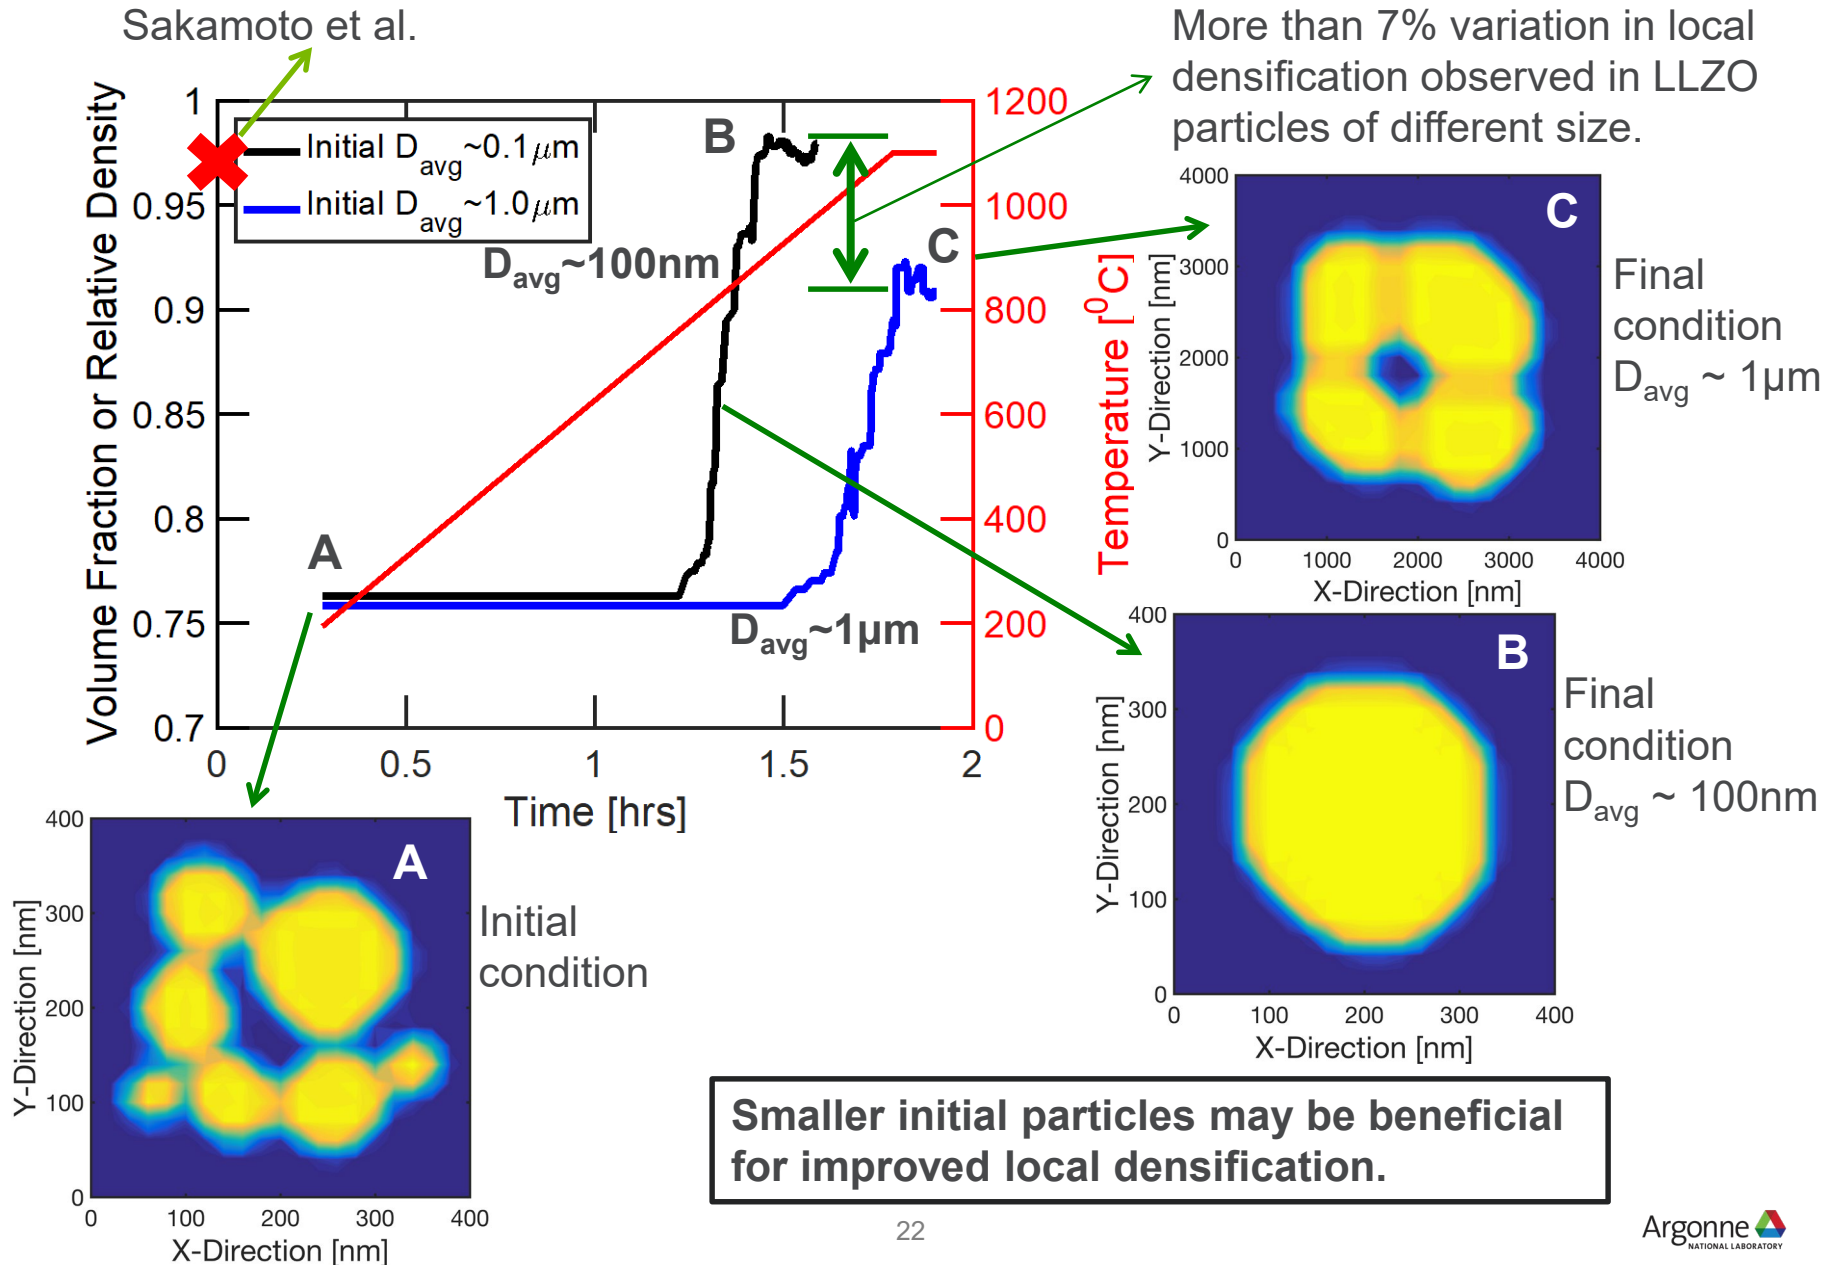 Sakamoto et al.
More than 7% variation in local
densification observed in LLZO
particles of different size.
Volume Fraction or Relative Density
1
0.95
0.9
0.85
0.8
0.75
0.7
Initial D avg ~0.1 μm
Initial D avg ~1.0 μm
B
C
A
Davg~100nm
Davg~1µm
1200
1000
800
600
400
200
0
Temperature [⁰C]
0 0.5 1 1.5 2
Time [hrs]
4000
3000
2000
1000
0
Y-Direction [nm]
C
0 1000 2000 3000 4000
X-Direction [nm]
Final
condition
Davg ~ 1µm
400
300
200
100
0
Y-Direction [nm]
B
0 100 200 300 400
X-Direction [nm]
Final
condition
Davg ~ 100nm
400
300
200
100
0
Y-Direction [nm]
A
0 100 200 300 400
X-Direction [nm]
Initial
condition
Smaller initial particles may be beneficial
for improved local densification.
22
Argonne
NATIONAL LABORATORY